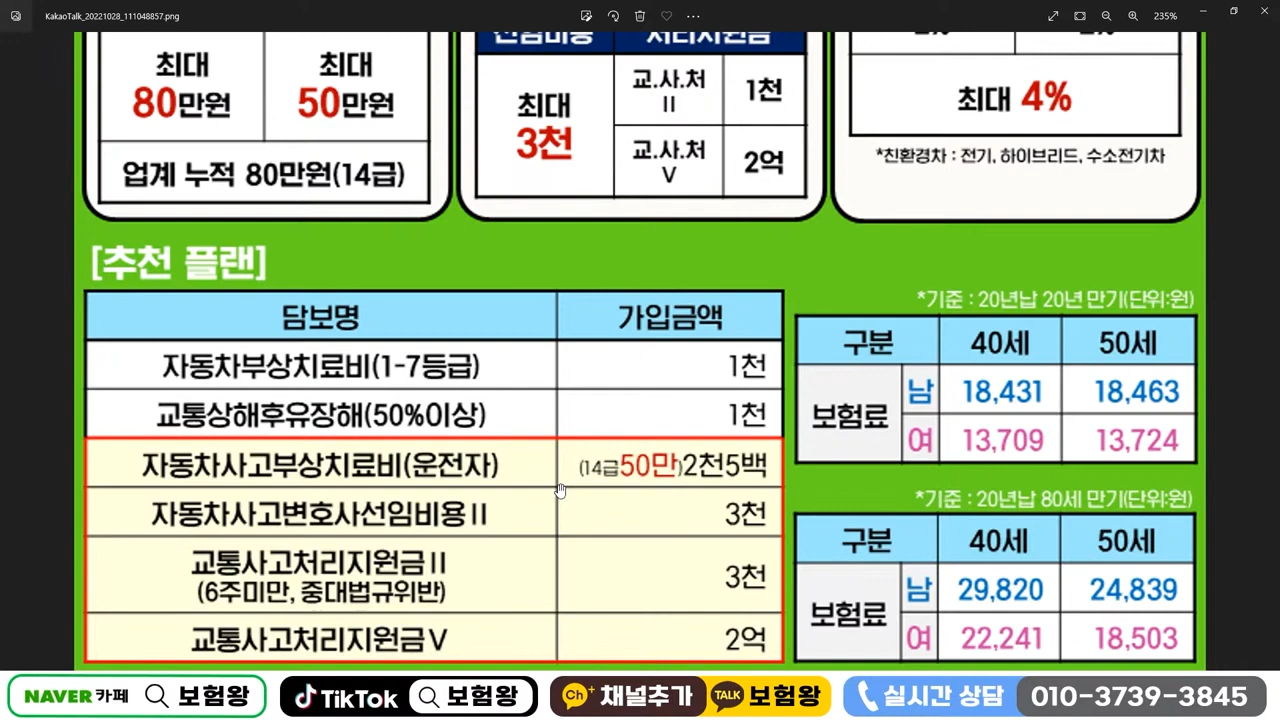 KakaoTalk_20221028_111048857.png
235%
선임비용 처리지원금
최대 80만원
최대 50만원
업계 누적 80만원(14급)
최대 3천
교.사.처 II 1천
교.사.처 V 2억
최대 4%
*친환경차 : 전기, 하이브리드, 수소전기차
[추천 플랜]
담보명 가입금액
자동차부상치료비(1-7등급) 1천
교통상해후유장해(50%이상) 1천
자동차사고부상치료비(운전자) (14급50만)2천5백
자동차사고변호사선임비용 II 3천
교통사고처리지원금 II
(6주미만, 중대법규위반) 3천
교통사고처리지원금 V 2억
*기준 : 20년납 20년 만기(단위:원)
구분 40세 50세
보험료
남 18,431 18,463
여 13,709 13,724
*기준 : 20년납 80세 만기(단위:원)
구분 40세 50세
보험료
남 29,820 24,839
여 22,241 18,503
NAVER 카페 보험왕
TikTok 보험왕
Ch+ 채널추가 TALK 보험왕
실시간 상담 010-3739-3845